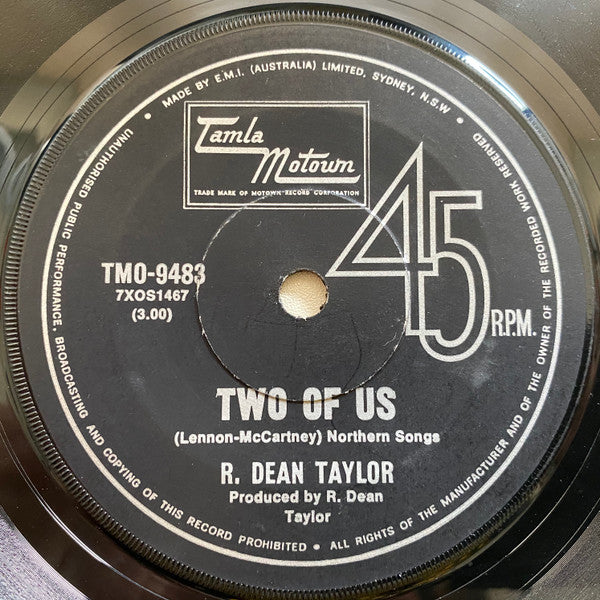 • MADE BY E.M.I. (AUSTRALIA) LIMITED, SYDNEY, N.S.W •
Tamla
Motown
TRADE MARK OF MOTOWN RECORD CORPORATION
45
R.P.M.
TMO-9483
7XOS1467
(3.00)
TWO OF US
(Lennon-McCartney) Northern Songs
R. DEAN TAYLOR
Produced by R. Dean
Taylor
UNAUTHORISED PUBLIC PERFORMANCE, BROADCASTING AND COPYING OF THIS RECORD PROHIBITED • ALL RIGHTS OF THE MANUFACTURER AND OF THE OWNER OF THE RECORDED WORK RESERVED